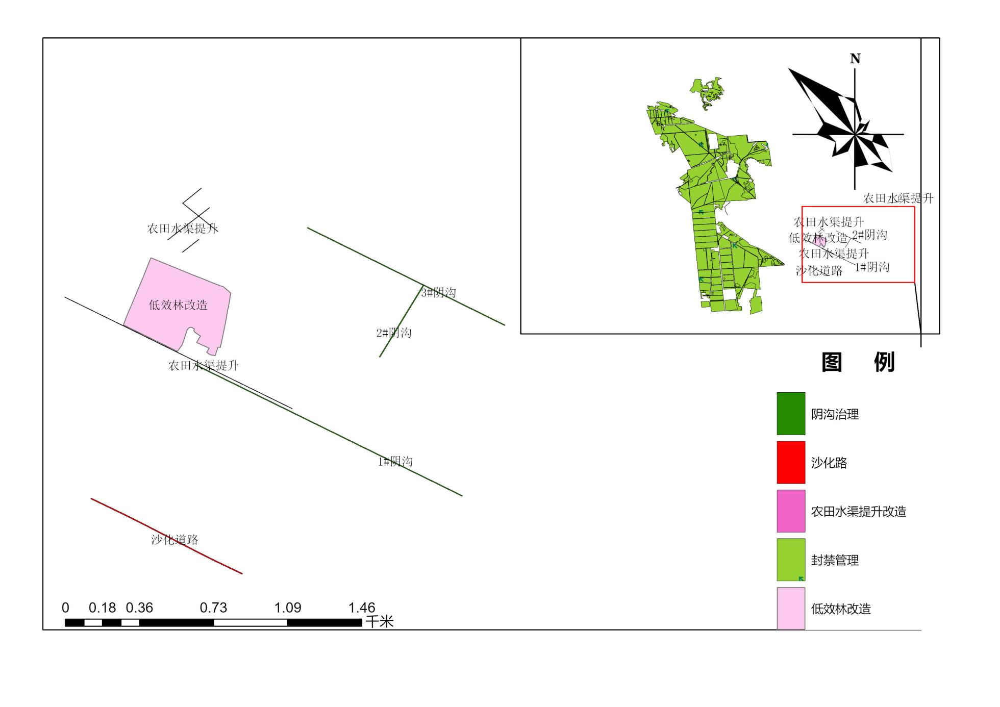 N
农田水渠提升
农田水渠提升
低效林改造
2#阴沟
农田水渠提升
1#阴沟
沙化道路
农田水渠提升
低效林改造
3#阴沟
2#阴沟
农田水渠提升
1#阴沟
沙化道路
0 0.18 0.36 0.73 1.09 1.46
千米
图 例
阴沟治理
沙化路
农田水渠提升改造
封禁管理
低效林改造